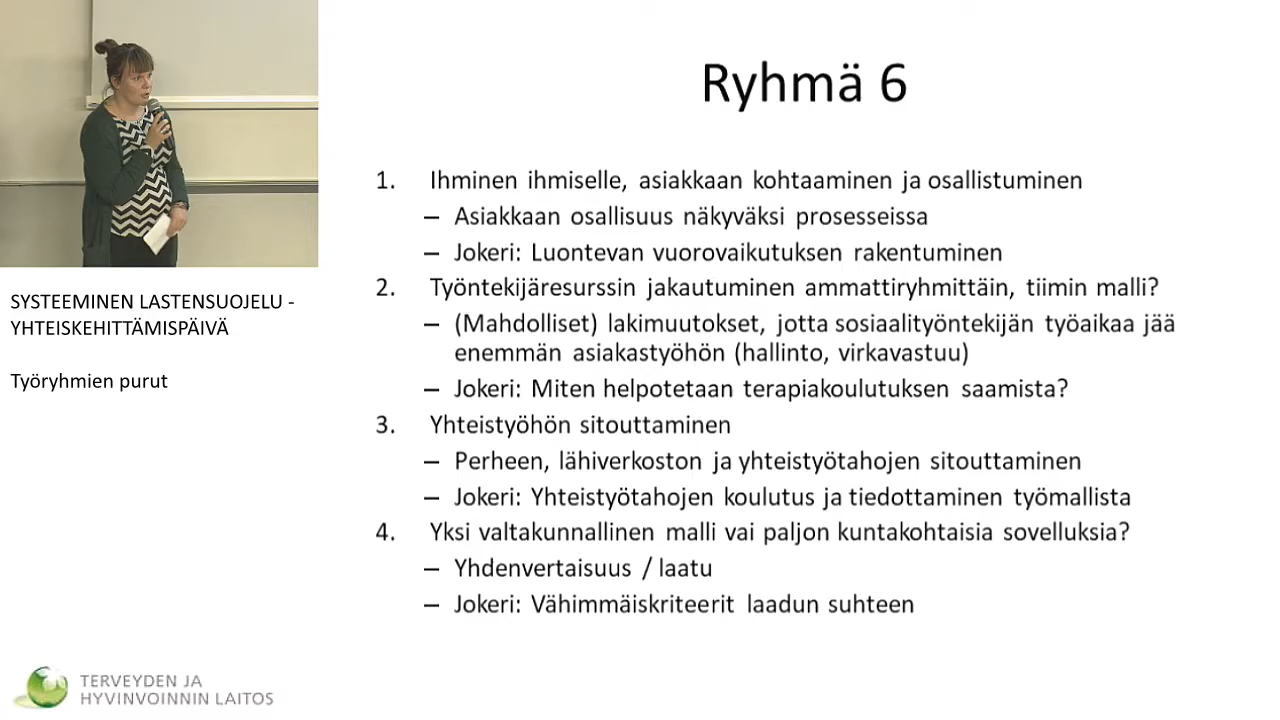 Ryhmä 6
1. Ihminen ihmiselle, asiakkaan kohtaaminen ja osallistuminen
– Asiakkaan osallisuus näkyväksi prosesseissa
– Jokeri: Luontevan vuorovaikutuksen rakentuminen
2. Työntekijäresurssin jakautuminen ammattiryhmittäin, tiimin malli?
– (Mahdolliset) lakimuutokset, jotta sosiaalityöntekijän työaikaa jää
enemmän asiakastyöhön (hallinto, virkavastuu)
– Jokeri: Miten helpotetaan terapiakoulutuksen saamista?
3. Yhteistyöhön sitouttaminen
– Perheen, lähiverkoston ja yhteistyötahojen sitouttaminen
– Jokeri: Yhteistyötahojen koulutus ja tiedottaminen työmallista
4. Yksi valtakunnallinen malli vai paljon kuntakohtaisia sovelluksia?
– Yhdenvertaisuus / laatu
– Jokeri: Vähimmäiskriteerit laadun suhteen
SYSTEEMINEN LASTENSUOJELU -
YHTEISKEHITTÄMISPÄIVÄ
Työryhmien purut
TERVEYDEN JA
HYVINVOINNIN LAITOS